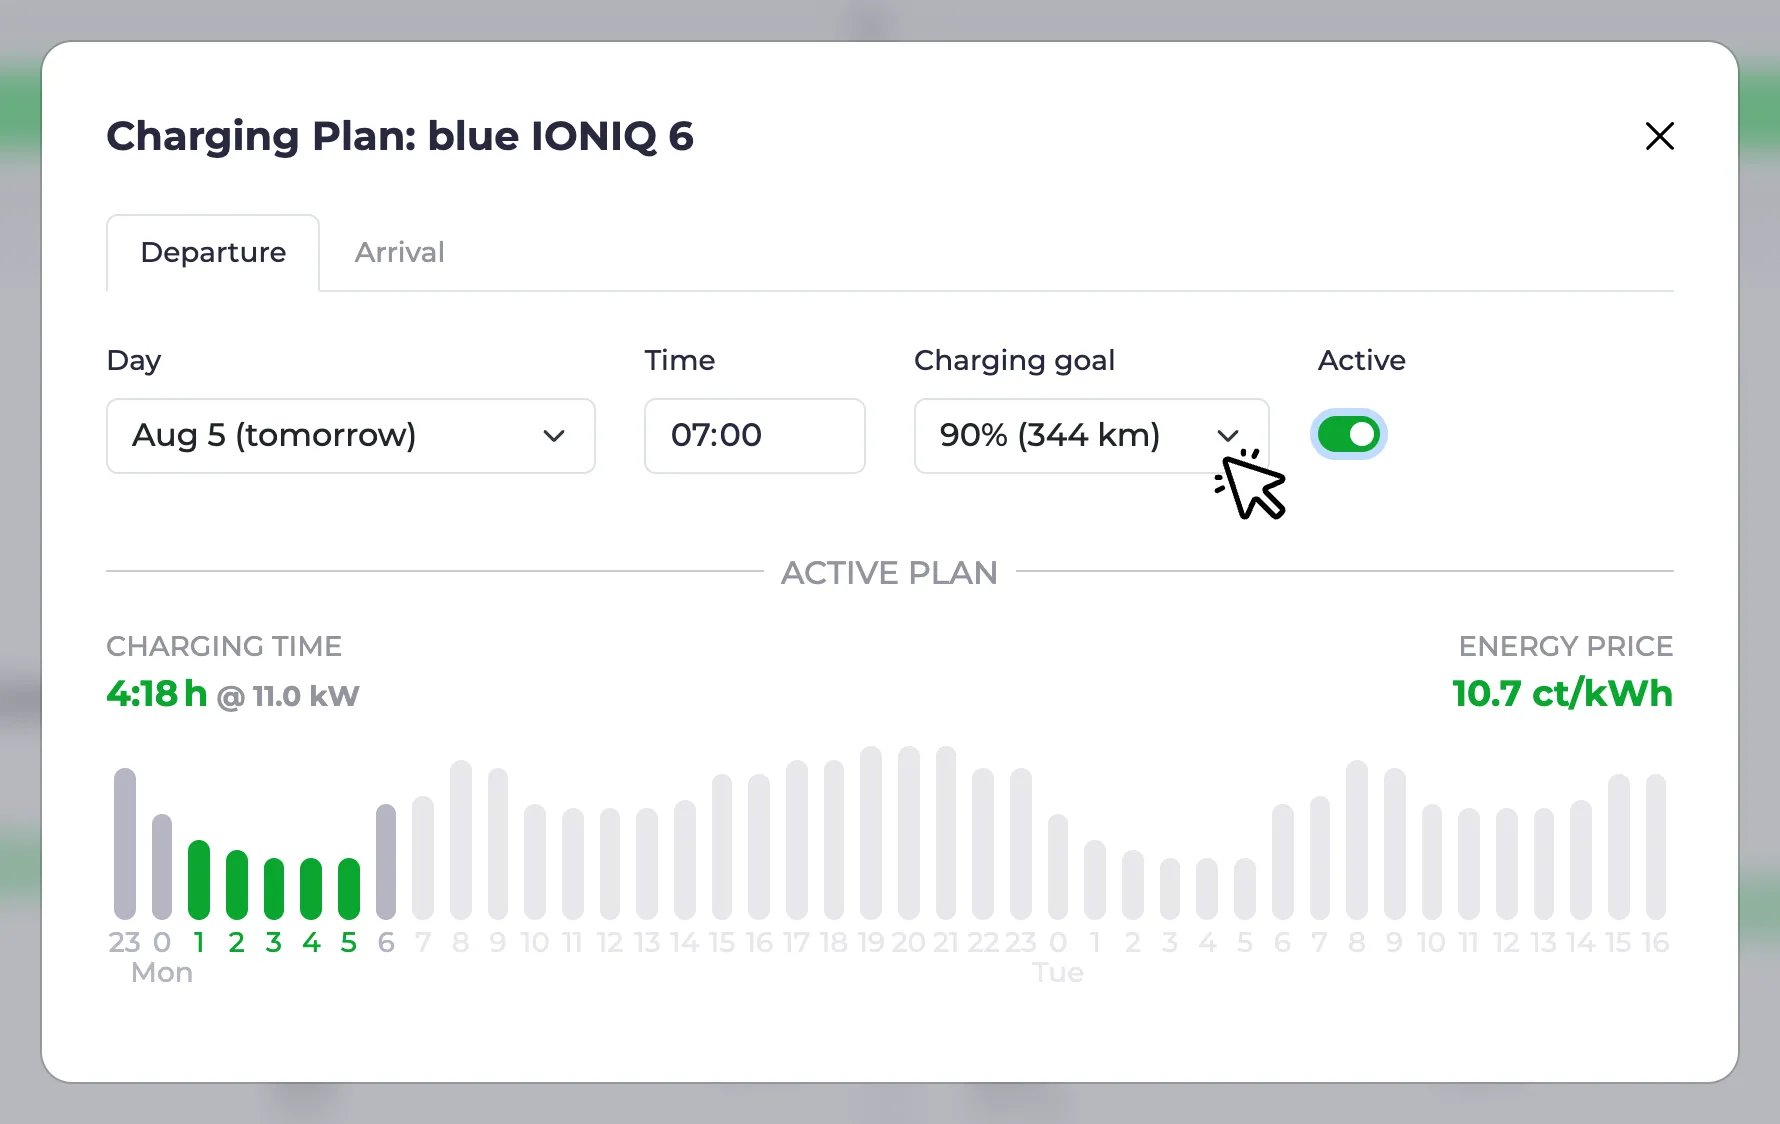 Charging Plan: blue IONIQ 6
Departure Arrival
Day Time Charging goal Active
Aug 5 (tomorrow) 07:00 90% (344 km)
ACTIVE PLAN
CHARGING TIME ENERGY PRICE
4:18 h @ 11.0 kW 10.7 ct/kWh
23 0 1 2 3 4 5 6 7 8 9 10 11 12 13 14 15 16 17 18 19 20 21 22 23 0 1 2 3 4 5 6 7 8 9 10 11 12 13 14 15 16
Mon Tue